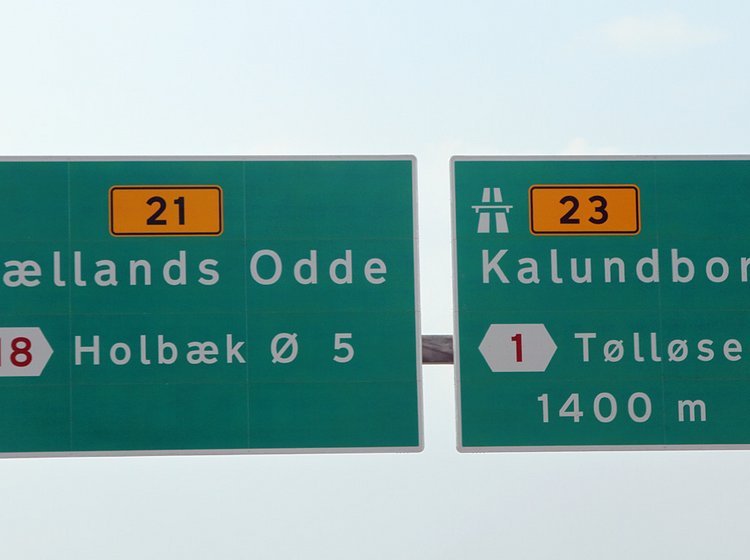 21
ællands Odde
18 Holbæk Ø 5
23
Kalundbor
1 Tølløse
1400 m